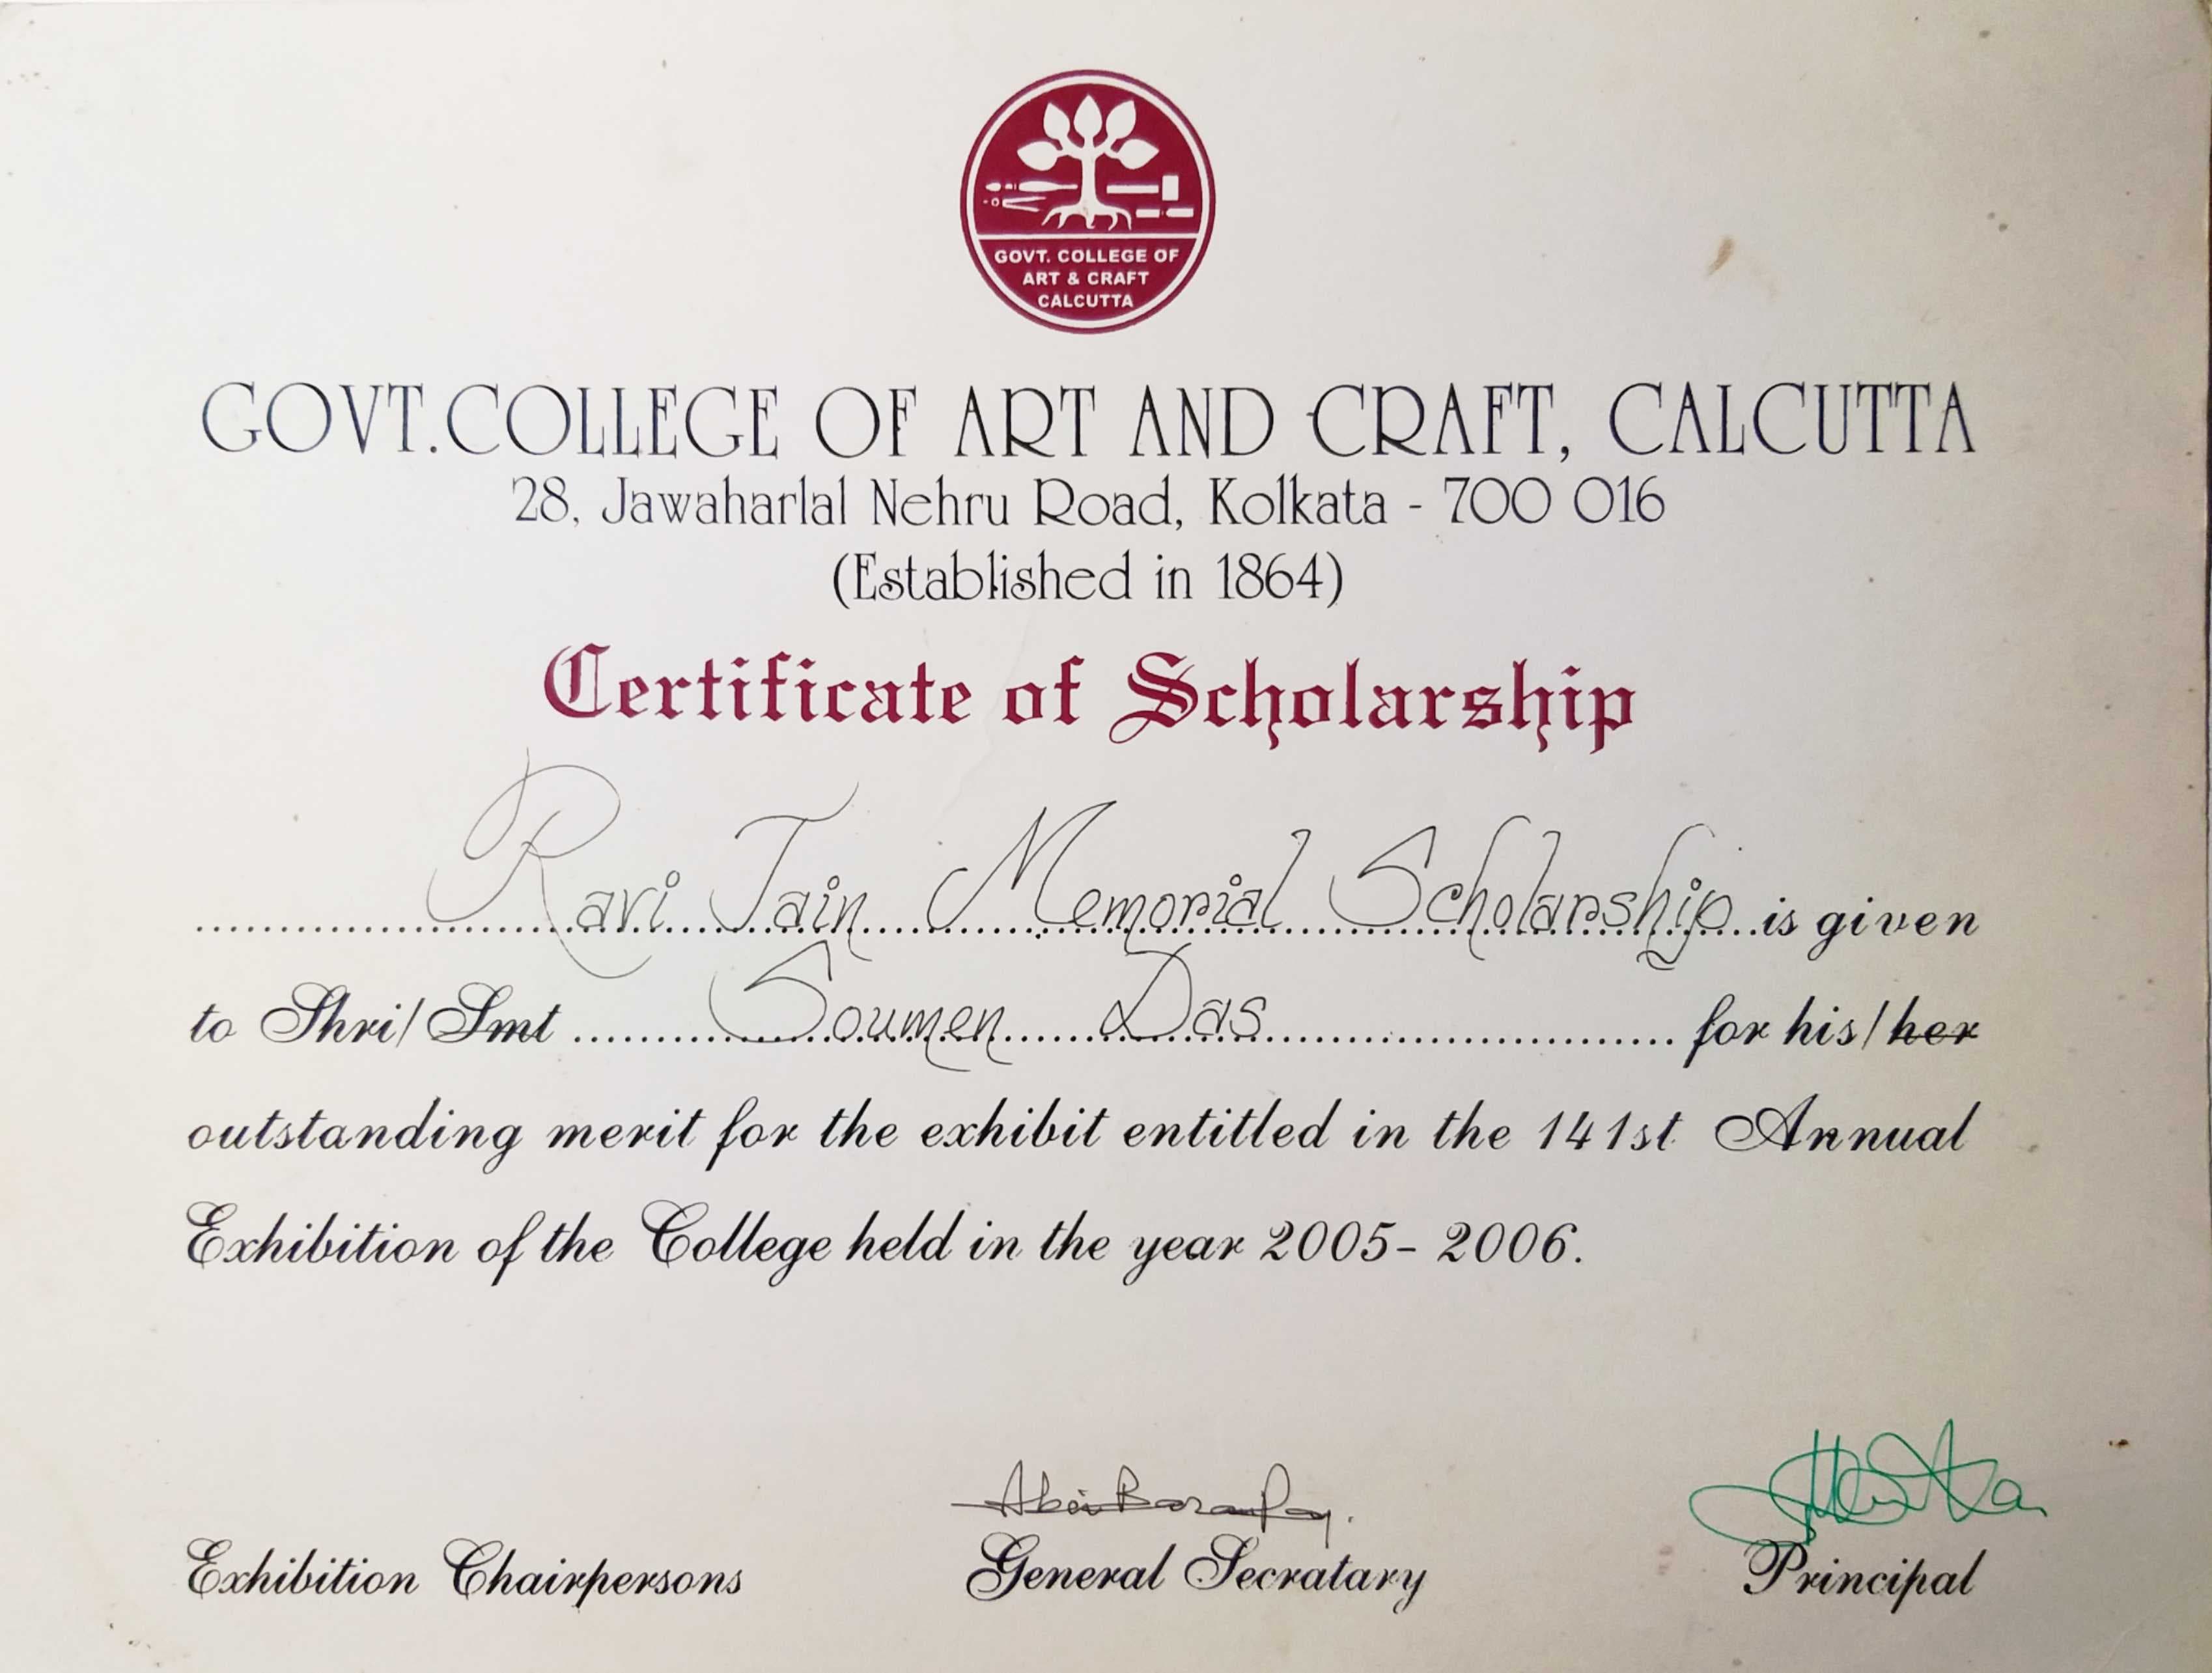 GOVT. COLLEGE OF
ART & CRAFT
CALCUTTA
GOVT.COLLEGE OF ART AND CRAFT, CALCUTTA
28, Jawaharlal Nehru Road, Kolkata - 700 016
(Established in 1864)
Certificate of Scholarship
Ravi Jain Memorial Scholarship is given
to Shri/ Smt Soumen Das for his/her
outstanding merit for the exhibit entitled in the 141st Annual
Exhibition of the College held in the year 2005- 2006.
Exhibition Chairpersons
General Secratary
Principal